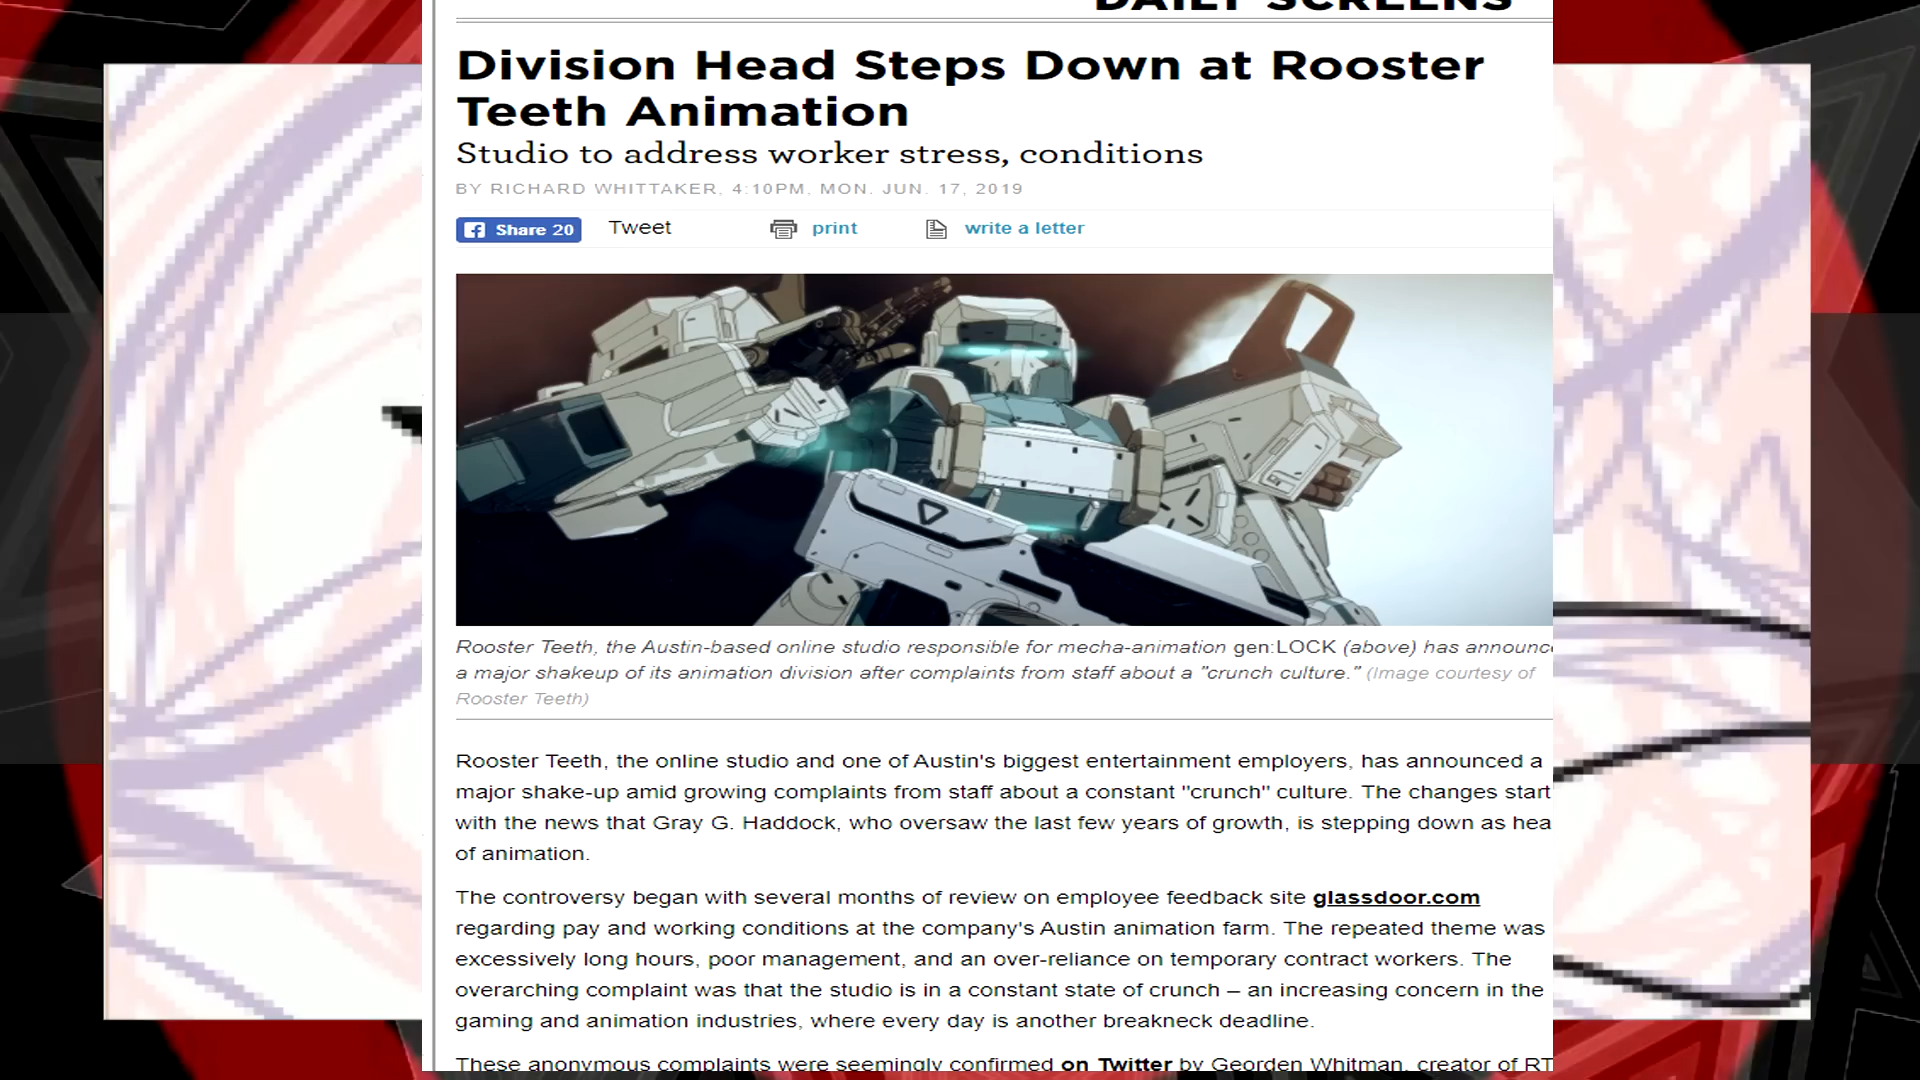 DAILY SCREENS
Division Head Steps Down at Rooster
Teeth Animation
Studio to address worker stress, conditions
BY RICHARD WHITTAKER, 4:10PM, MON. JUN. 17, 2019
Share 20 Tweet print write a letter
Rooster Teeth, the Austin-based online studio responsible for mecha-animation gen:LOCK (above) has announc
a major shakeup of its animation division after complaints from staff about a "crunch culture." (Image courtesy of
Rooster Teeth)
Rooster Teeth, the online studio and one of Austin's biggest entertainment employers, has announced a
major shake-up amid growing complaints from staff about a constant "crunch" culture. The changes start
with the news that Gray G. Haddock, who oversaw the last few years of growth, is stepping down as hea
of animation.
The controversy began with several months of review on employee feedback site glassdoor.com
regarding pay and working conditions at the company's Austin animation farm. The repeated theme was
excessively long hours, poor management, and an over-reliance on temporary contract workers. The
overarching complaint was that the studio is in a constant state of crunch – an increasing concern in the
gaming and animation industries, where every day is another breakneck deadline.
These anonymous complaints were seemingly confirmed on Twitter by Georden Whitman, creator of RT